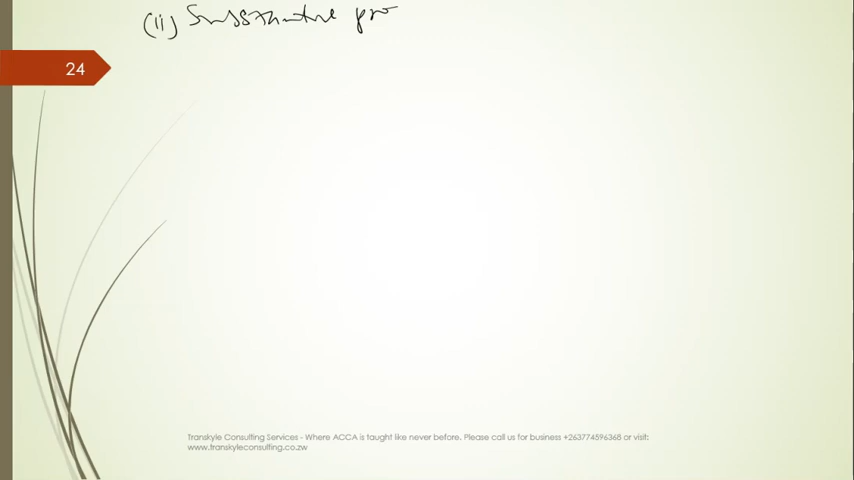 (ii) Substantive pro
24
Transkyle Consulting Services - Where ACCA is taught like never before. Please call us for business +263774596368 or visit:
www.transkyleconsulting.co.zw